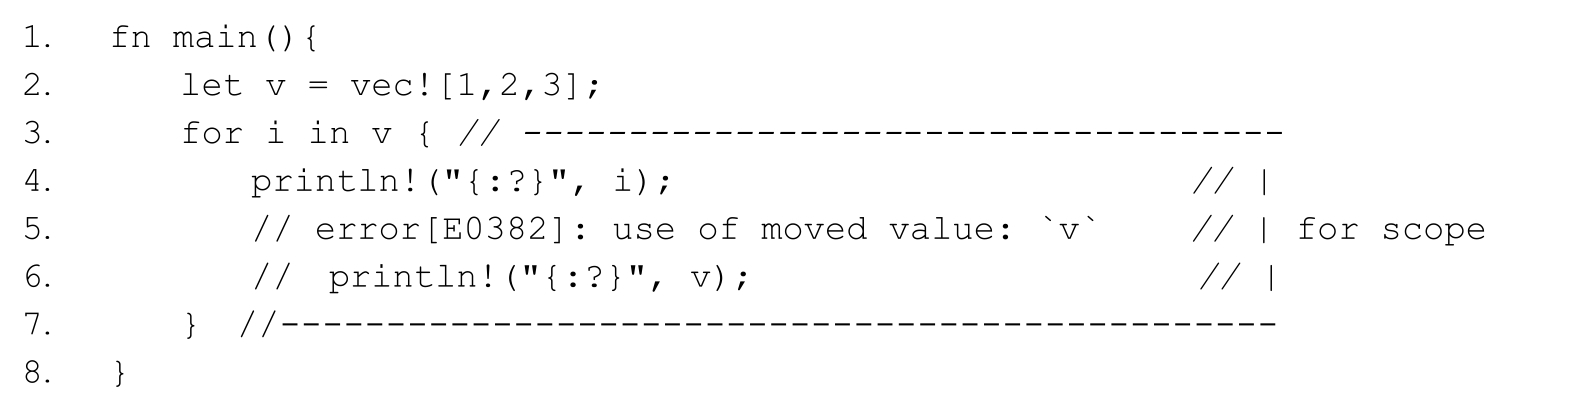 1. fn main(){
2. let v = vec![1,2,3];
3. for i in v { // ------------------------------------
4. println!("{:?}", i); // |
5. // error[E0382]: use of moved value: `v` // | for scope
6. // println!("{:?}", v); // |
7. } //-----------------------------------------------
8. }